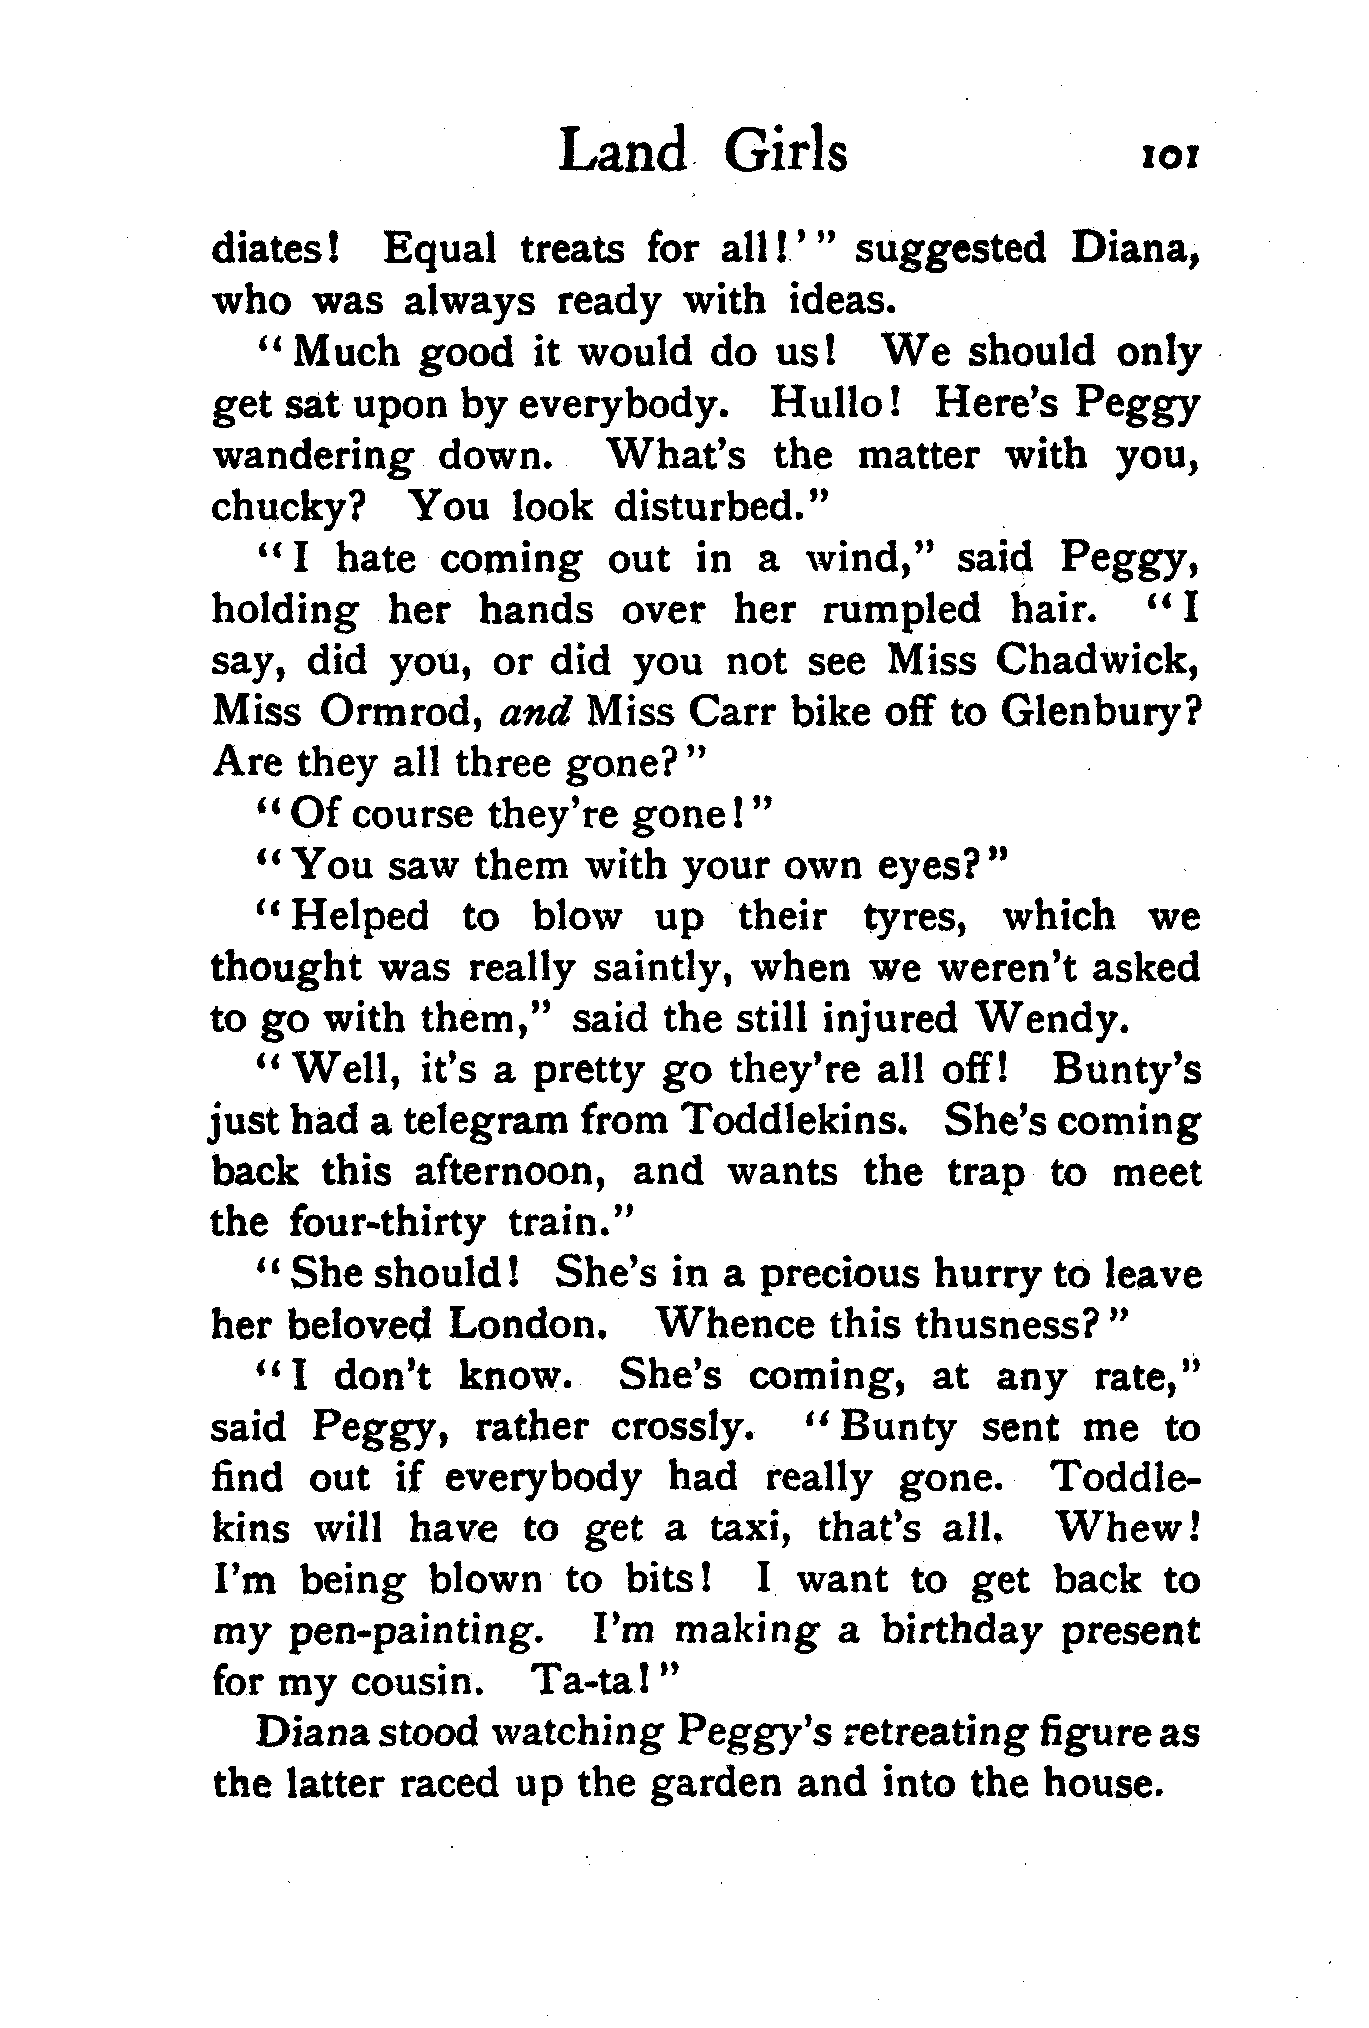 Land Girls 101
diates! Equal treats for all!'" suggested Diana,
who was always ready with ideas.
"Much good it would do us! We should only
get sat upon by everybody. Hullo! Here's Peggy
wandering down. What's the matter with you,
chucky? You look disturbed."
"I hate coming out in a wind," said Peggy,
holding her hands over her rumpled hair. "I
say, did you, or did you not see Miss Chadwick,
Miss Ormrod, and Miss Carr bike off to Glenbury?
Are they all three gone?"
"Of course they're gone!"
"You saw them with your own eyes?"
"Helped to blow up their tyres, which we
thought was really saintly, when we weren't asked
to go with them," said the still injured Wendy.
"Well, it's a pretty go they're all off! Bunty's
just had a telegram from Toddlekins. She's coming
back this afternoon, and wants the trap to meet
the four-thirty train."
"She should! She's in a precious hurry to leave
her beloved London. Whence this thusness?"
"I don't know. She's coming, at any rate,"
said Peggy, rather crossly. "Bunty sent me to
find out if everybody had really gone. Toddle-
kins will have to get a taxi, that's all. Whew!
I'm being blown to bits! I want to get back to
my pen-painting. I'm making a birthday present
for my cousin. Ta-ta!"
Diana stood watching Peggy's retreating figure as
the latter raced up the garden and into the house.